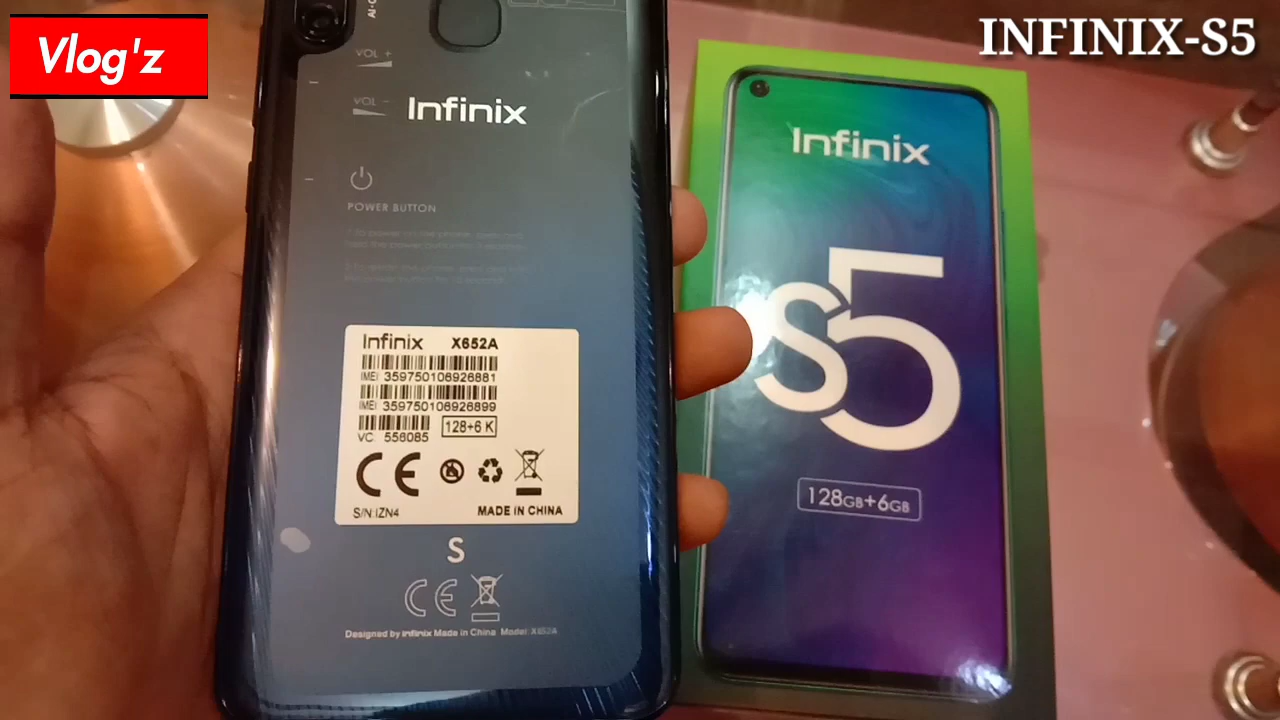 Vlog'z
INFINIX-S5
VOL +
VOL -
Infinix
POWER BUTTON
Infinix X652A
IMEI 359750106926881
IMEI 359750106926899
128+6 K
VC. 556085
CE
S/N:IZN4 MADE IN CHINA
S
CE
Designed by Infinix Made in China Model: X652A
Infinix
S5
128GB+6GB